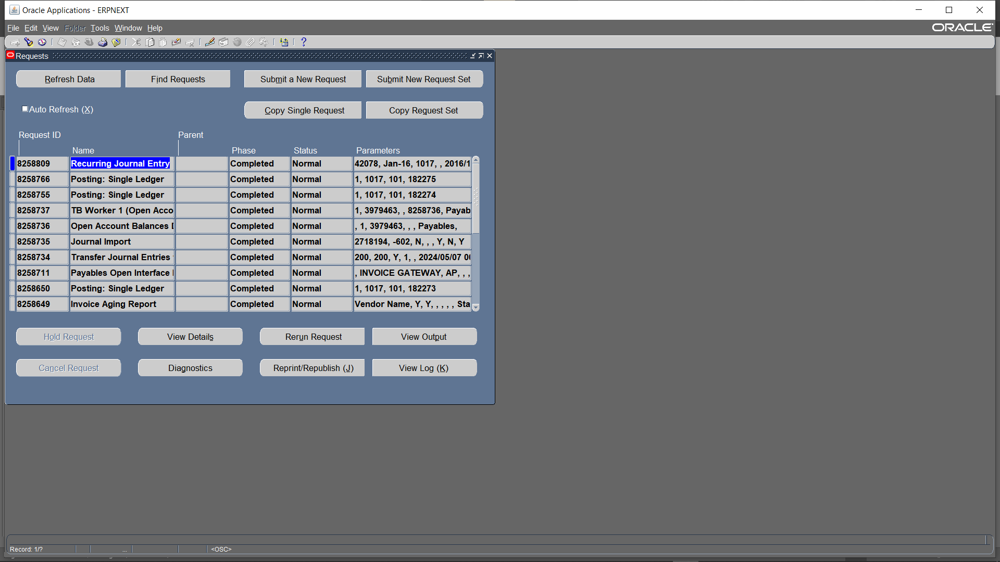 Oracle Applications - ERPNEXT
File Edit View Folder Tools Window Help
ORACLE
Requests
Refresh Data
Find Requests
Submit a New Request
Submit New Request Set
Auto Refresh (X)
Copy Single Request
Copy Request Set
Request ID
Parent
Name
Phase
Status
Parameters
8258809 Recurring Journal Entry Completed Normal 42078, Jan-16, 1017, , 2016/1
8258766 Posting: Single Ledger Completed Normal 1, 1017, 101, 182275
8258755 Posting: Single Ledger Completed Normal 1, 1017, 101, 182274
8258737 TB Worker 1 (Open Acco Completed Normal 1, 3979463, , 8258736, Payab
8258736 Open Account Balances Completed Normal , 1, 3979463, , , Payables,
8258735 Journal Import Completed Normal 2718194, -602, N, , , Y, N, Y
8258734 Transfer Journal Entries Completed Normal 200, 200, Y, 1, , 2024/05/07 0
8258711 Payables Open Interface Completed Normal , INVOICE GATEWAY, AP, , ,
8258650 Posting: Single Ledger Completed Normal 1, 1017, 101, 182273
8258649 Invoice Aging Report Completed Normal Vendor Name, Y, Y, , , , , Sta
Hold Request
View Details
Rerun Request
View Output
Cancel Request
Diagnostics
Reprint/Republish (J)
View Log (K)
Record: 1/?
...
<OSC>